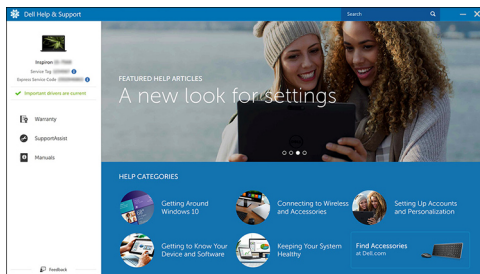 Dell Help & Support
Search
Inspiron
Service Tag
Express Service Code
Important drivers are current
Warranty
SupportAssist
Manuals
Feedback
FEATURED HELP ARTICLES
A new look for settings
DELL
HELP CATEGORIES
Getting Around
Windows 10
Connecting to Wireless
and Accessories
Setting Up Accounts
and Personalization
Getting to Know Your
Device and Software
Keeping Your System
Healthy
Find Accessories
at Dell.com